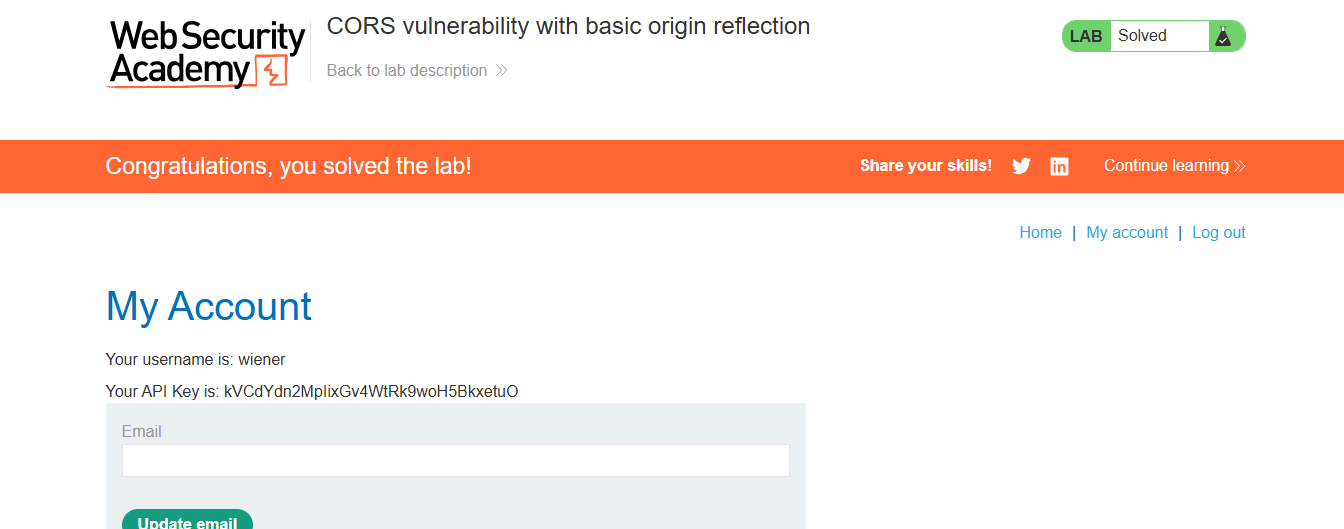 Web Security
Academy
CORS vulnerability with basic origin reflection
Back to lab description
LAB Solved
Congratulations, you solved the lab!
Share your skills!
Continue learning
Home | My account | Log out
My Account
Your username is: wiener
Your API Key is: kVCdYdn2MpIixGv4WtRk9woH5BkxetuO
Email
Update email